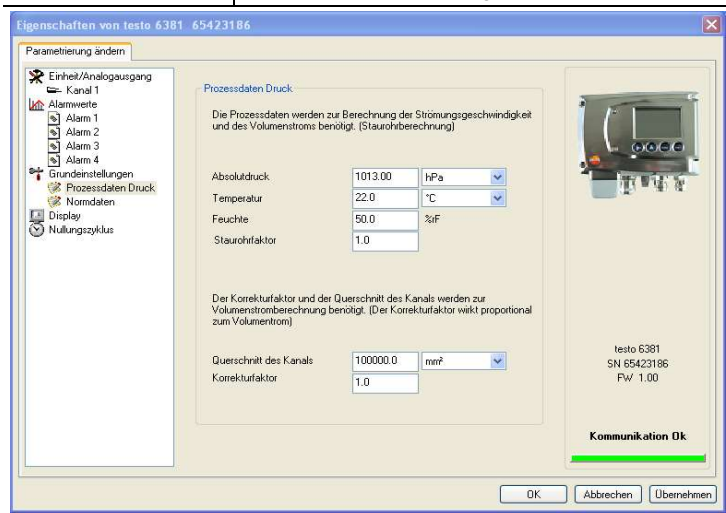 Eigenschaften von testo 6381 65423186
Parametrierung ändern
Einheit/Analogausgang
Kanal 1
Alarmwerte
Alarm 1
Alarm 2
Alarm 3
Alarm 4
Grundeinstellungen
Prozessdaten Druck
Normdaten
Display
Nullungszyklus
Prozessdaten Druck
Die Prozessdaten werden zur Berechnung der Strömungsgeschwindigkeit
und des Volumenstroms benötigt. (Staurohrberechnung)
Absolutdruck 1013.00 hPa
Temperatur 22.0 °C
Feuchte 50.0 %rF
Staurohrfaktor 1.0
Der Korrekturfaktor und der Querschnitt des Kanals werden zur
Volumenstromberechnung benötigt. (Der Korrekturfaktor wirkt proportional
zum Volumentrom)
Querschnitt des Kanals 100000.0 mm²
Korrekturfaktor 1.0
testo 6381
SN 65423186
FW 1.00
Kommunikation Ok
OK Abbrechen Übernehmen